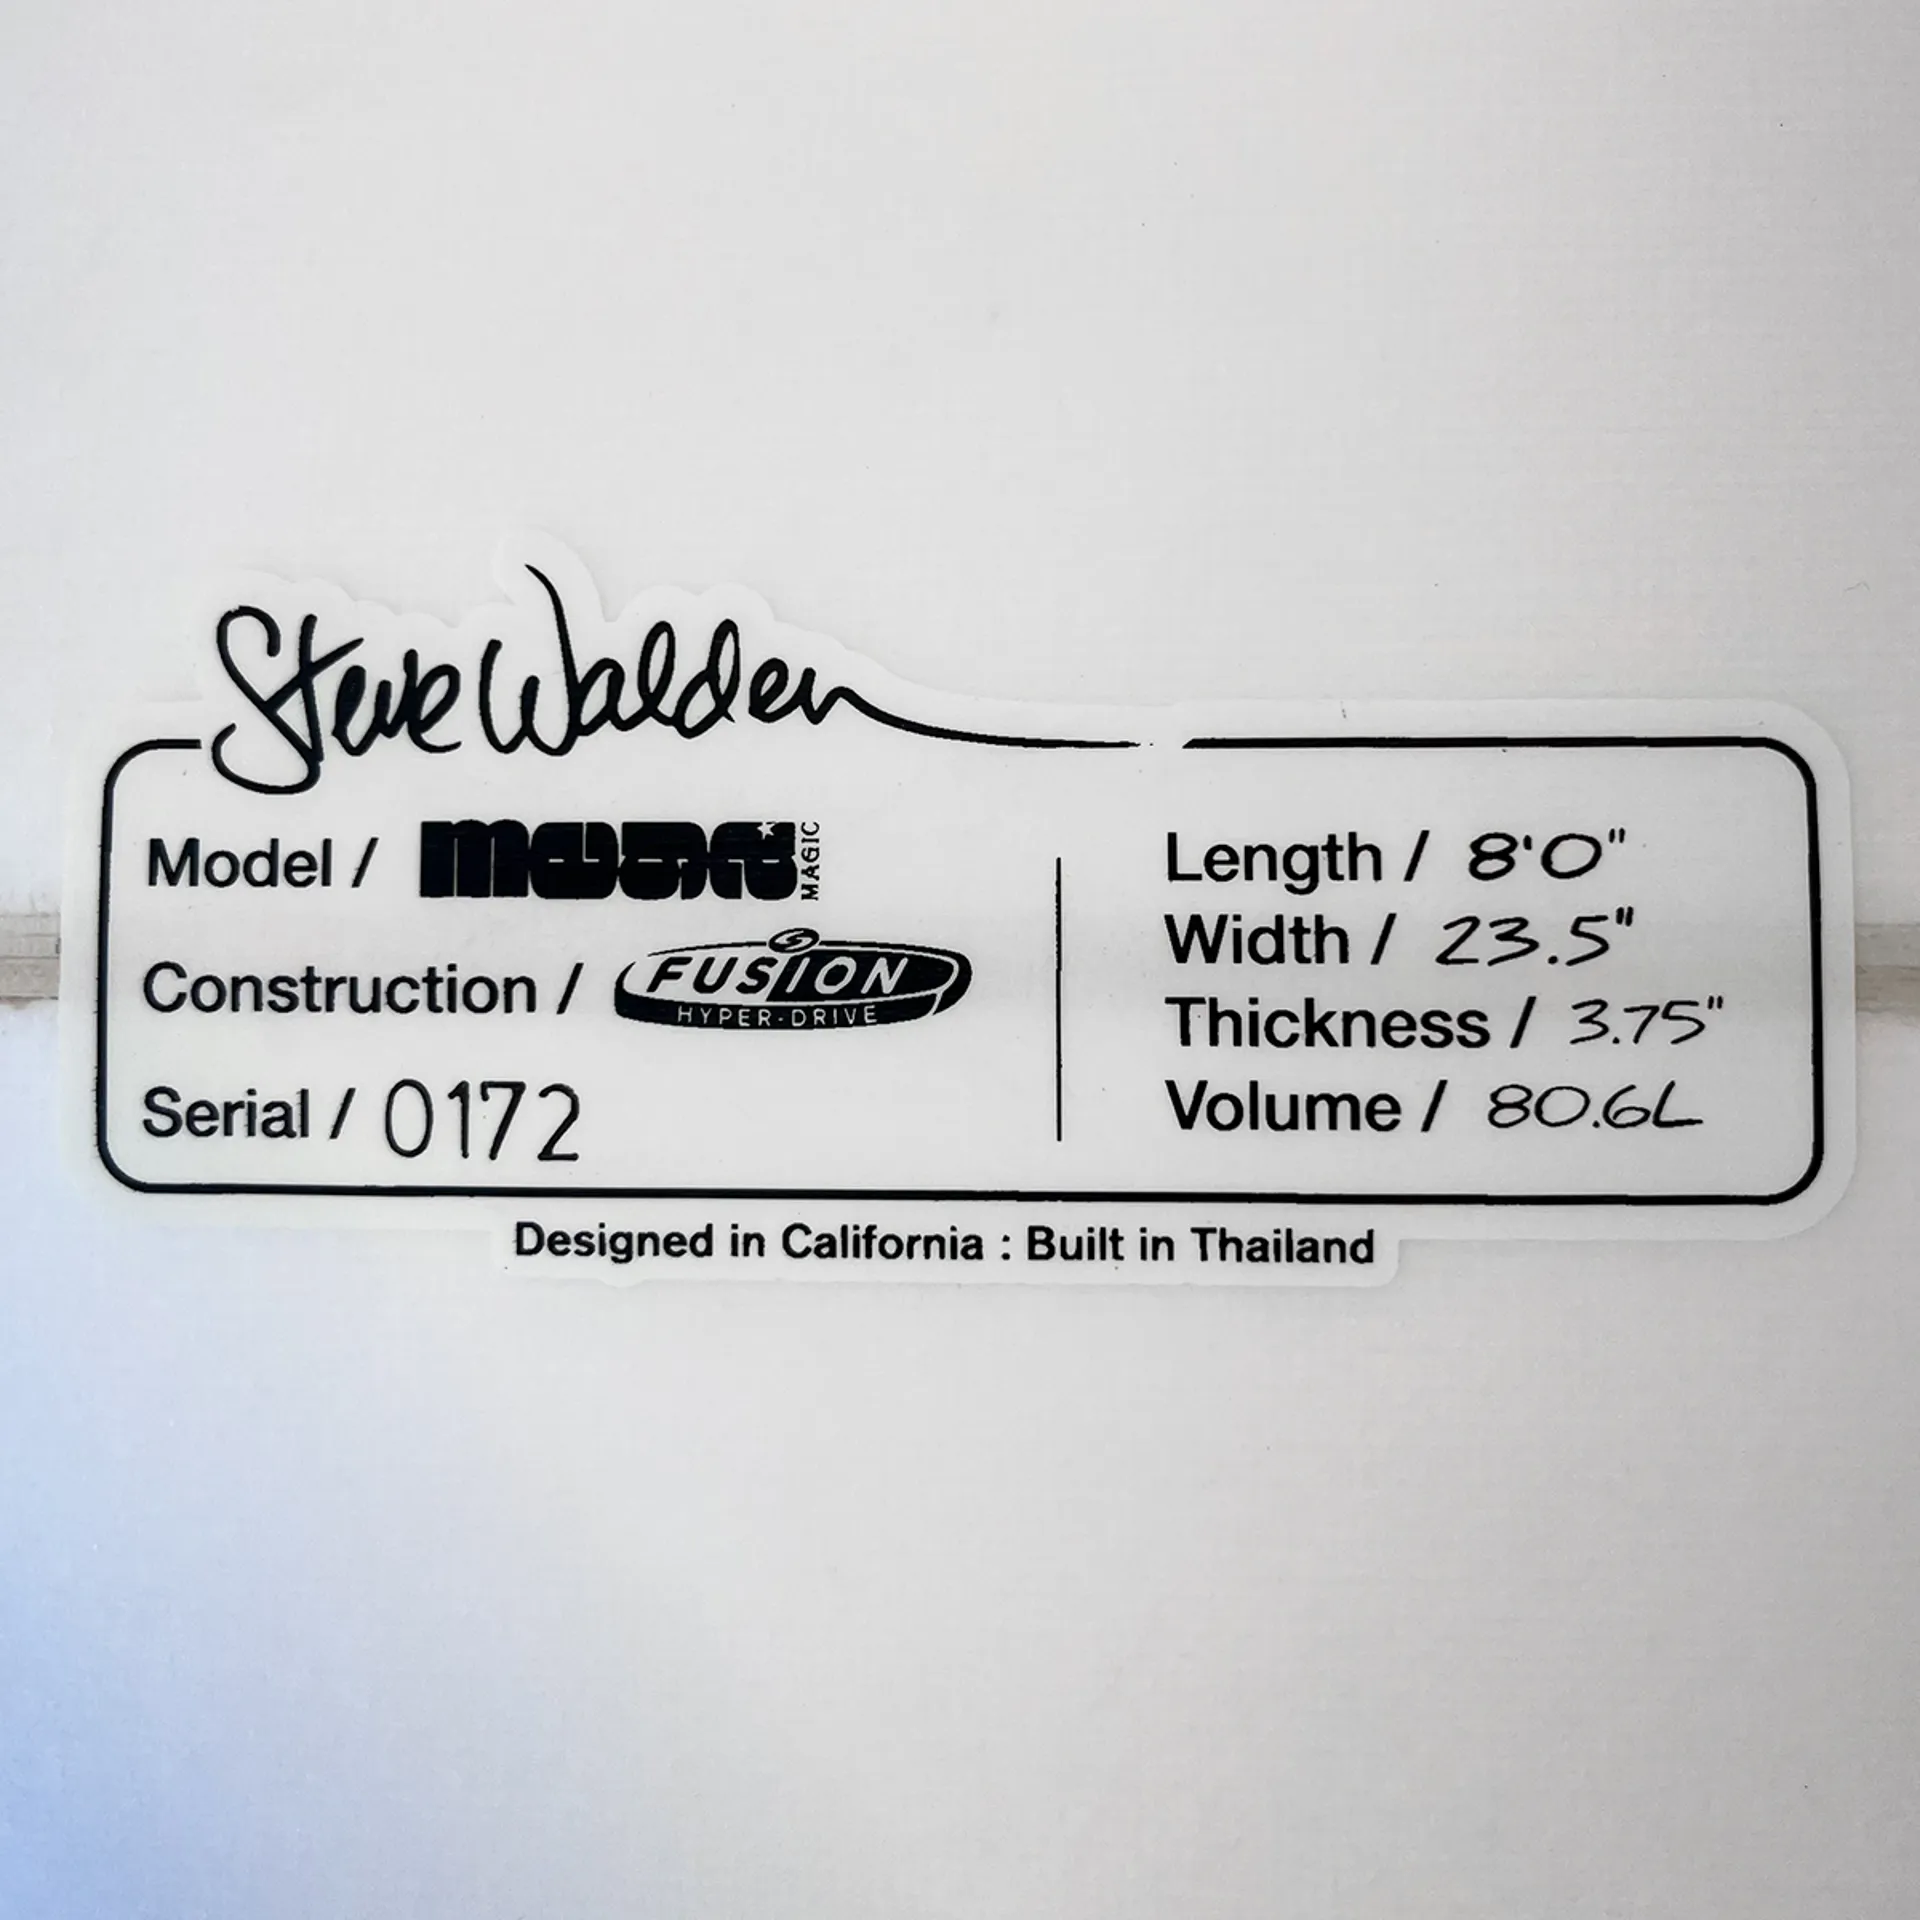 Steve Walden
Model / MAGIC
Construction / FUSION
HYPER-DRIVE
Serial / 0172
Length / 8'0"
Width / 23.5"
Thickness / 3.75"
Volume / 80.6L
Designed in California : Built in Thailand